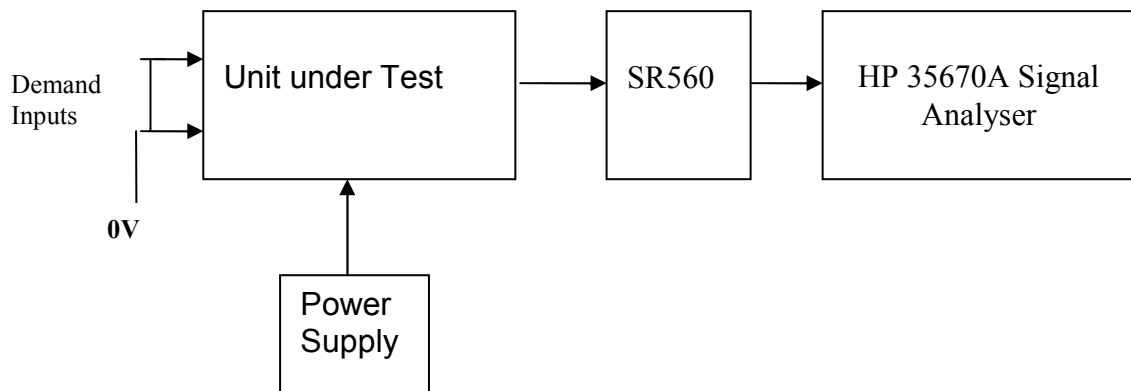 Demand
Inputs
0V
Unit under Test
SR560
HP 35670A Signal
Analyser
Power
Supply